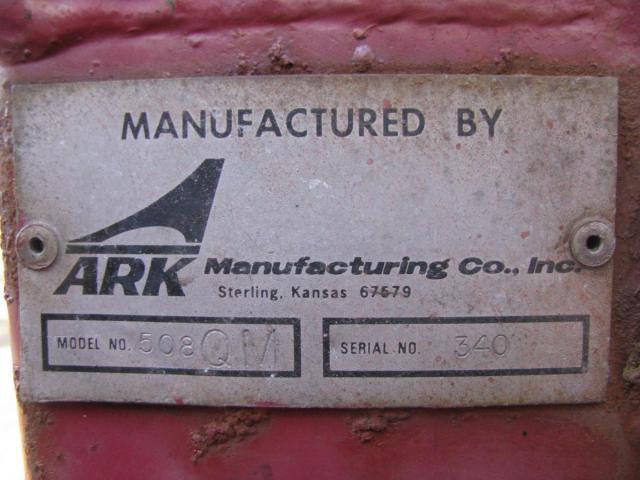 MANUFACTURED BY
ARK Manufacturing Co., Inc.
Sterling, Kansas 67579
MODEL NO. 508QM SERIAL NO. 340